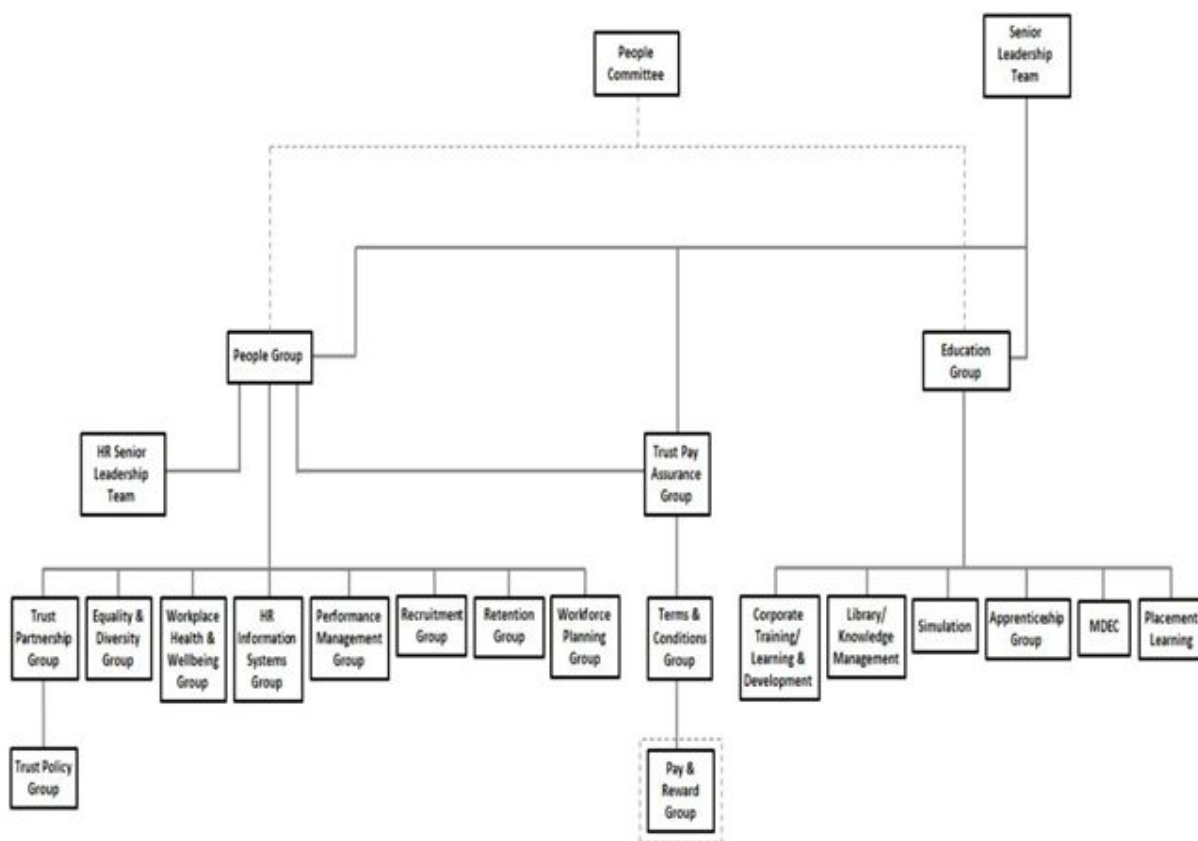 People
Committee
Senior
Leadership
Team
People Group
Education
Group
HR Senior
Leadership
Team
Trust Pay
Assurance
Group
Trust
Partnership
Group
Equality &
Diversity
Group
Workplace
Health &
Wellbeing
Group
HR
Information
Systems
Group
Performance
Management
Group
Recruitment
Group
Retention
Group
Workforce
Planning
Group
Terms &
Conditions
Group
Corporate
Training/
Learning &
Development
Library/
Knowledge
Management
Simulation
Apprenticeship
Group
MDEC
Placement
Learning
Trust Policy
Group
Pay &
Reward
Group